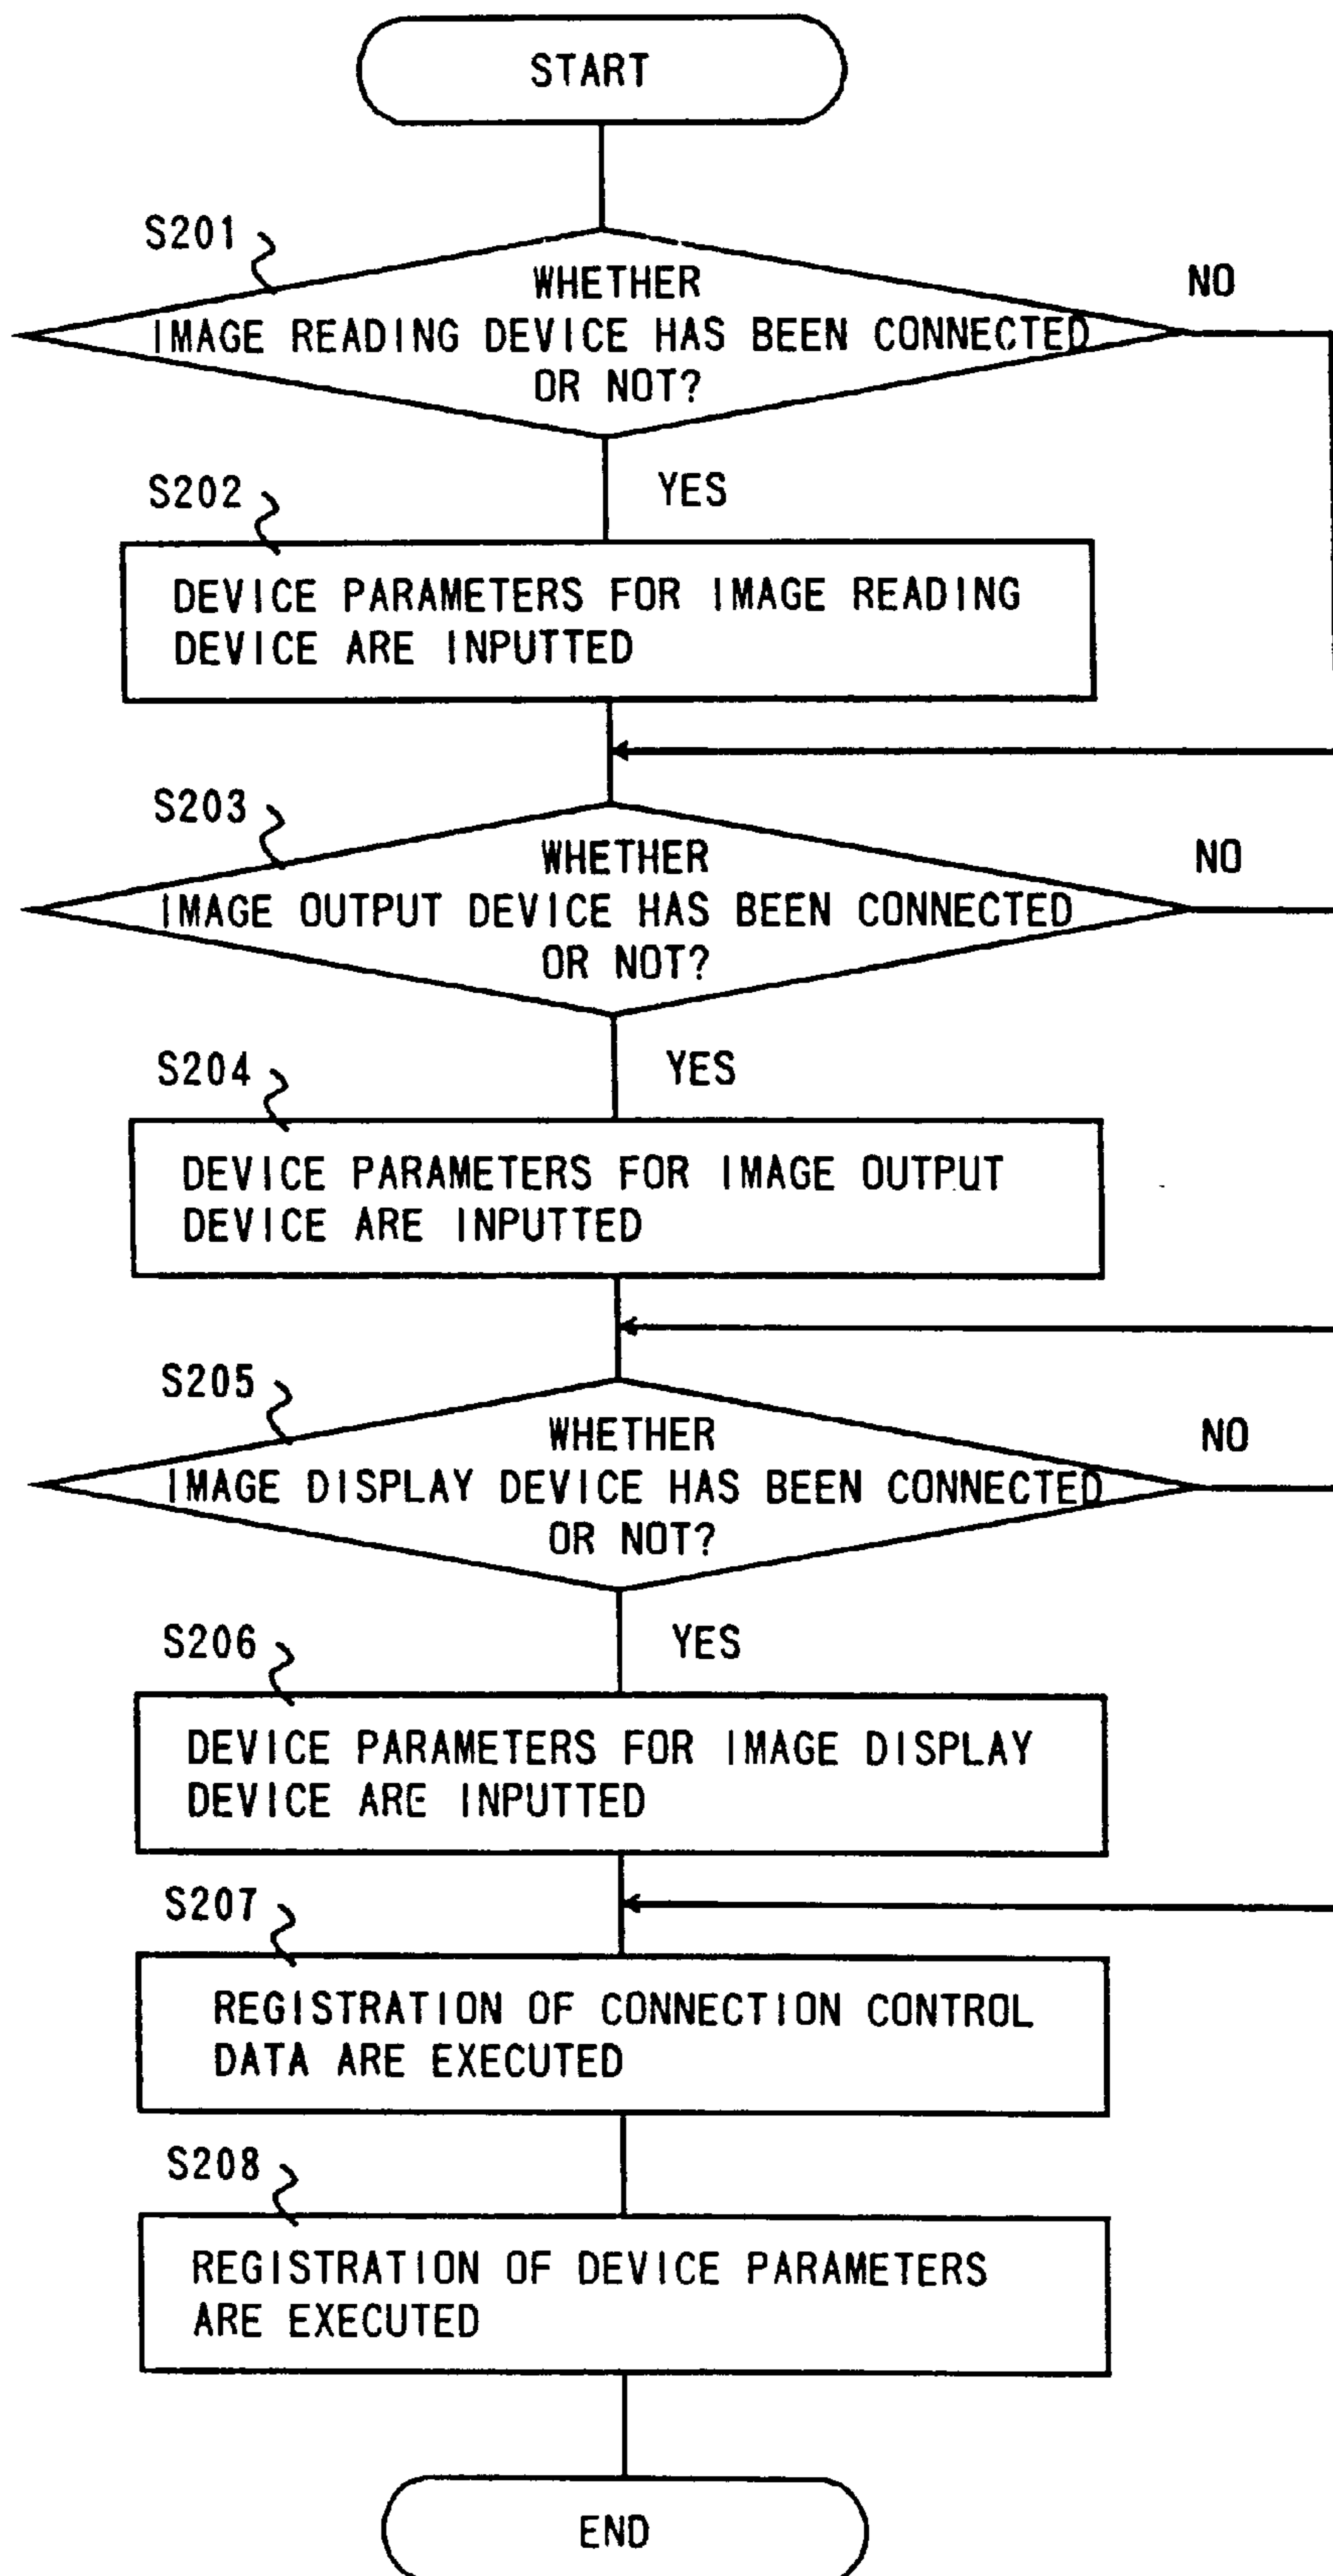 START
S201
WHETHER
IMAGE READING DEVICE HAS BEEN CONNECTED
OR NOT?
NO
YES
S202
DEVICE PARAMETERS FOR IMAGE READING
DEVICE ARE INPUTTED
S203
WHETHER
IMAGE OUTPUT DEVICE HAS BEEN CONNECTED
OR NOT?
NO
YES
S204
DEVICE PARAMETERS FOR IMAGE OUTPUT
DEVICE ARE INPUTTED
S205
WHETHER
IMAGE DISPLAY DEVICE HAS BEEN CONNECTED
OR NOT?
NO
YES
S206
DEVICE PARAMETERS FOR IMAGE DISPLAY
DEVICE ARE INPUTTED
S207
REGISTRATION OF CONNECTION CONTROL
DATA ARE EXECUTED
S208
REGISTRATION OF DEVICE PARAMETERS
ARE EXECUTED
END